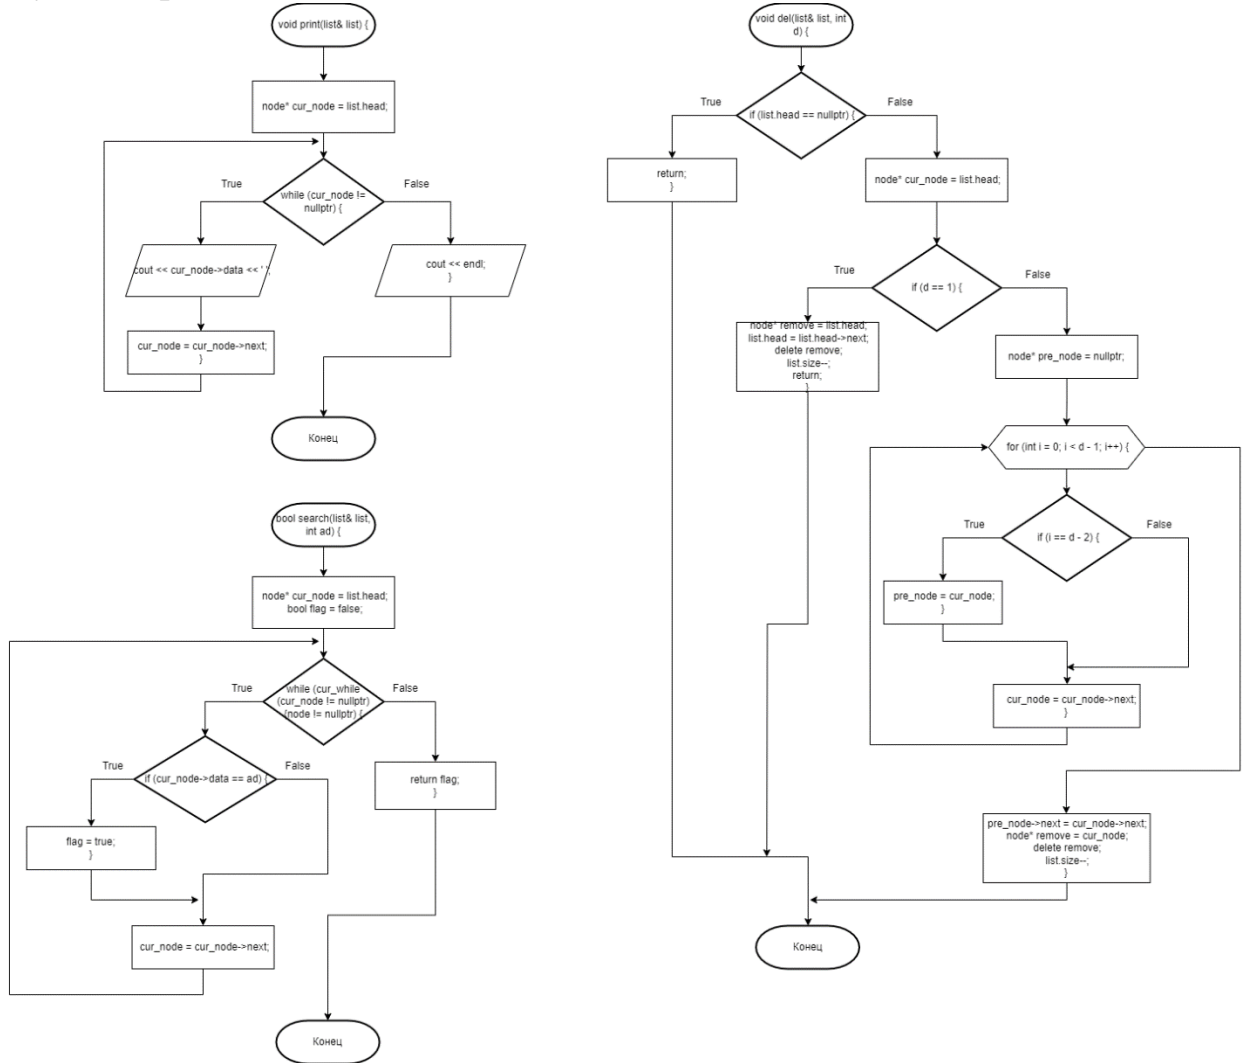 void print(list& list) {
node* cur_node = list.head;
True
False
while (cur_node !=
nullptr) {
cout << cur_node->data << ' ';
cout << endl;
}
cur_node = cur_node->next;
}
Конец
bool search(list& list,
int ad) {
node* cur_node = list.head;
bool flag = false;
True
False
while (cur_while
(cur_node != nullptr)
{node != nullptr) {
True
False
if (cur_node->data == ad) {
return flag;
}
flag = true;
}
cur_node = cur_node->next;
Конец
void del(list& list, int
d) {
True
False
if (list.head == nullptr) {
return;
}
node* cur_node = list.head;
True
False
if (d == 1) {
node* remove = list.head;
list.head = list.head->next;
delete remove;
list.size--;
return;
}
node* pre_node = nullptr;
for (int i = 0; i < d - 1; i++) {
True
False
if (i == d - 2) {
pre_node = cur_node;
}
cur_node = cur_node->next;
}
pre_node->next = cur_node->next;
node* remove = cur_node;
delete remove;
list.size--;
}
Конец